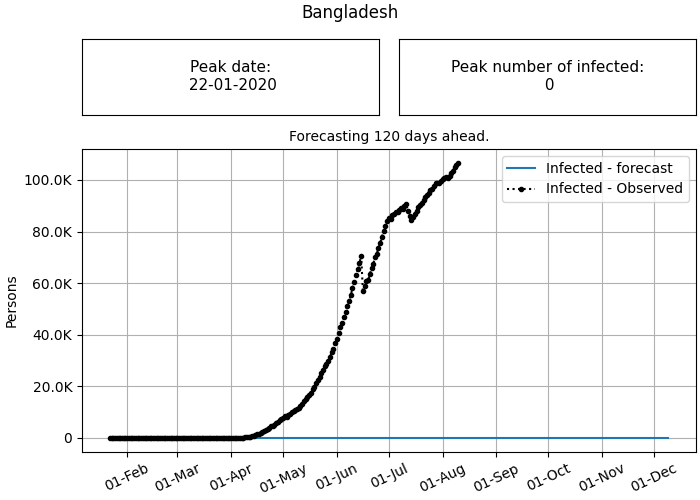 Bangladesh
Peak date:
22-01-2020
Peak number of infected:
0
Forecasting 120 days ahead.
Infected - forecast
Infected - Observed
100.0K
80.0K
60.0K
40.0K
20.0K
0
Persons
01-Feb
01-Mar
01-Apr
01-May
01-Jun
01-Jul
01-Aug
01-Sep
01-Oct
01-Nov
01-Dec